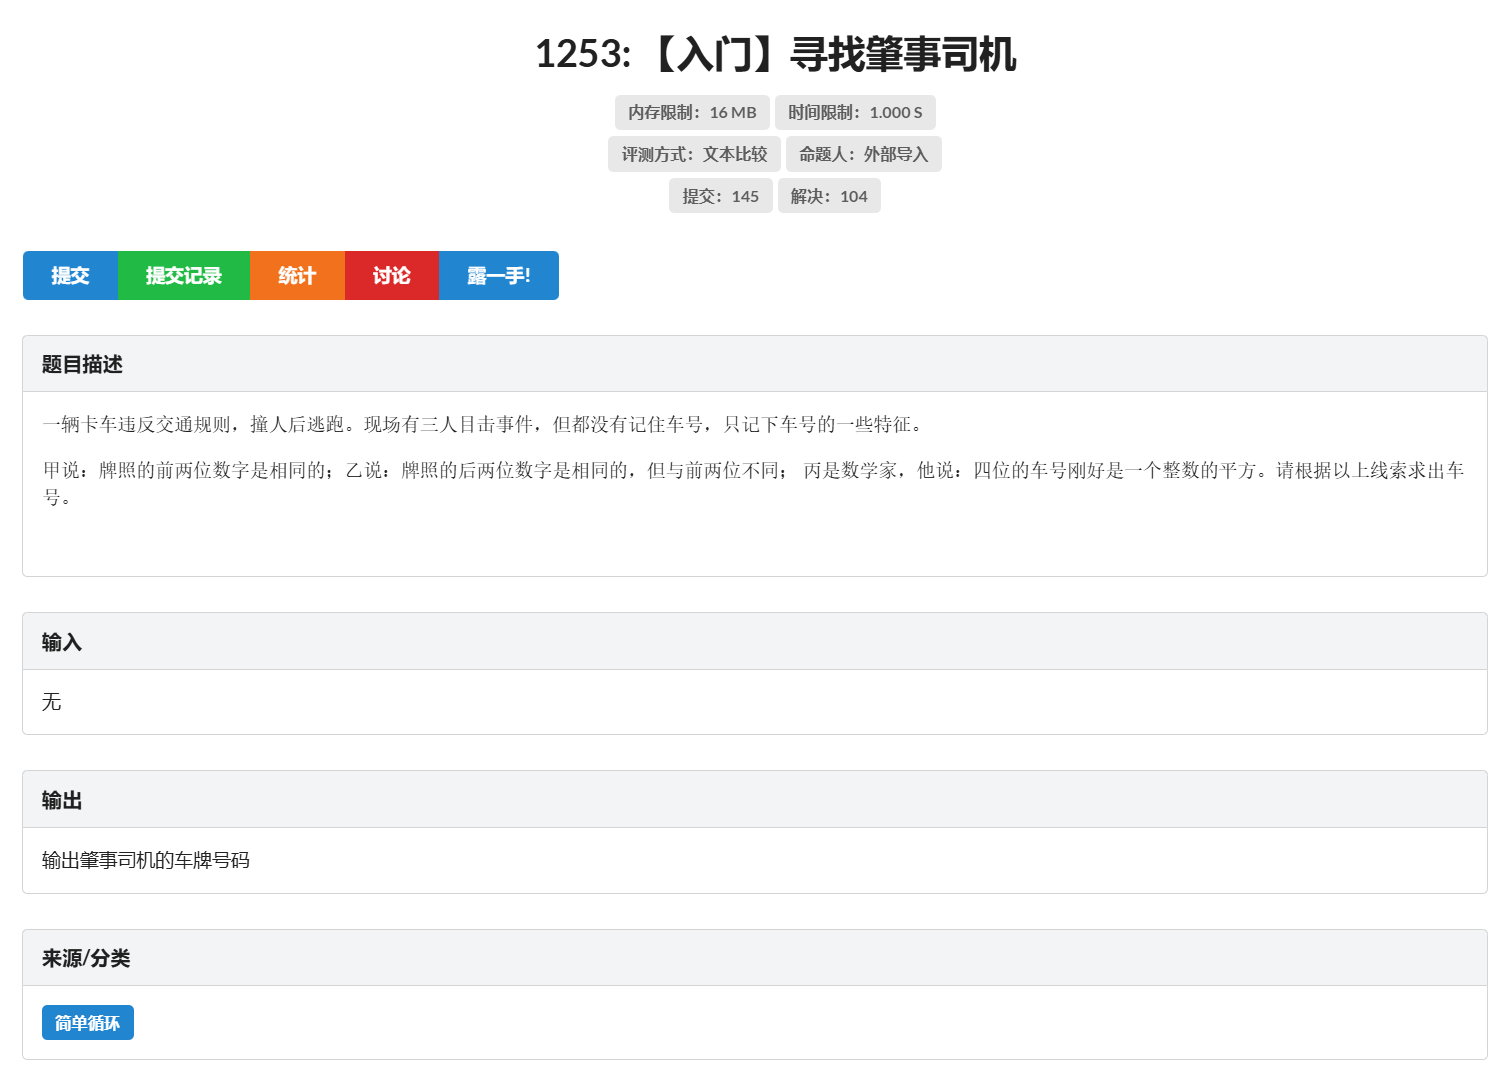 1253: 【入门】寻找肇事司机
内存限制：16 MB 时间限制：1.000 S
评测方式：文本比较 命题人：外部导入
提交：145 解决：104
提交 提交记录 统计 讨论 露一手!
题目描述
一辆卡车违反交通规则，撞人后逃跑。现场有三人目击事件，但都没有记住车号，只记下车号的一些特征。
甲说：牌照的前两位数字是相同的；乙说：牌照的后两位数字是相同的，但与前两位不同； 丙是数学家，他说：四位的车号刚好是一个整数的平方。请根据以上线索求出车
号。
输入
无
输出
输出肇事司机的车牌号码
来源/分类
简单循环